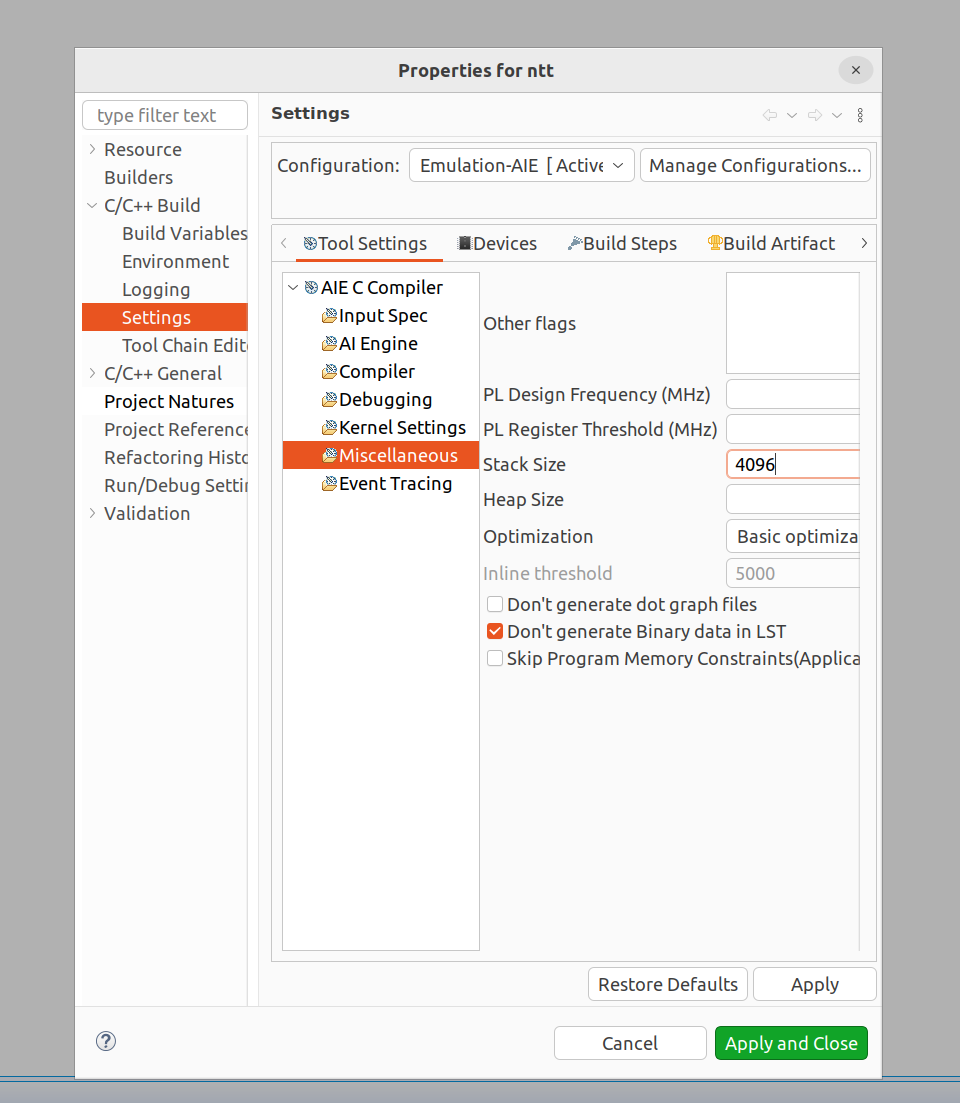 Properties for ntt
type filter text
Resource
Builders
C/C++ Build
Build Variables
Environment
Logging
Settings
Tool Chain Edit
C/C++ General
Project Natures
Project Reference
Refactoring Histo
Run/Debug Settin
Validation
Settings
Configuration: Emulation-AIE [ Active Manage Configurations...
Tool Settings Devices Build Steps Build Artifact
AIE C Compiler
Input Spec
AI Engine
Compiler
Debugging
Kernel Settings
Miscellaneous
Event Tracing
Other flags
PL Design Frequency (MHz)
PL Register Threshold (MHz)
Stack Size 4096
Heap Size
Optimization Basic optimiza
Inline threshold 5000
Don't generate dot graph files
Don't generate Binary data in LST
Skip Program Memory Constraints(Applica
Restore Defaults Apply
? Cancel Apply and Close